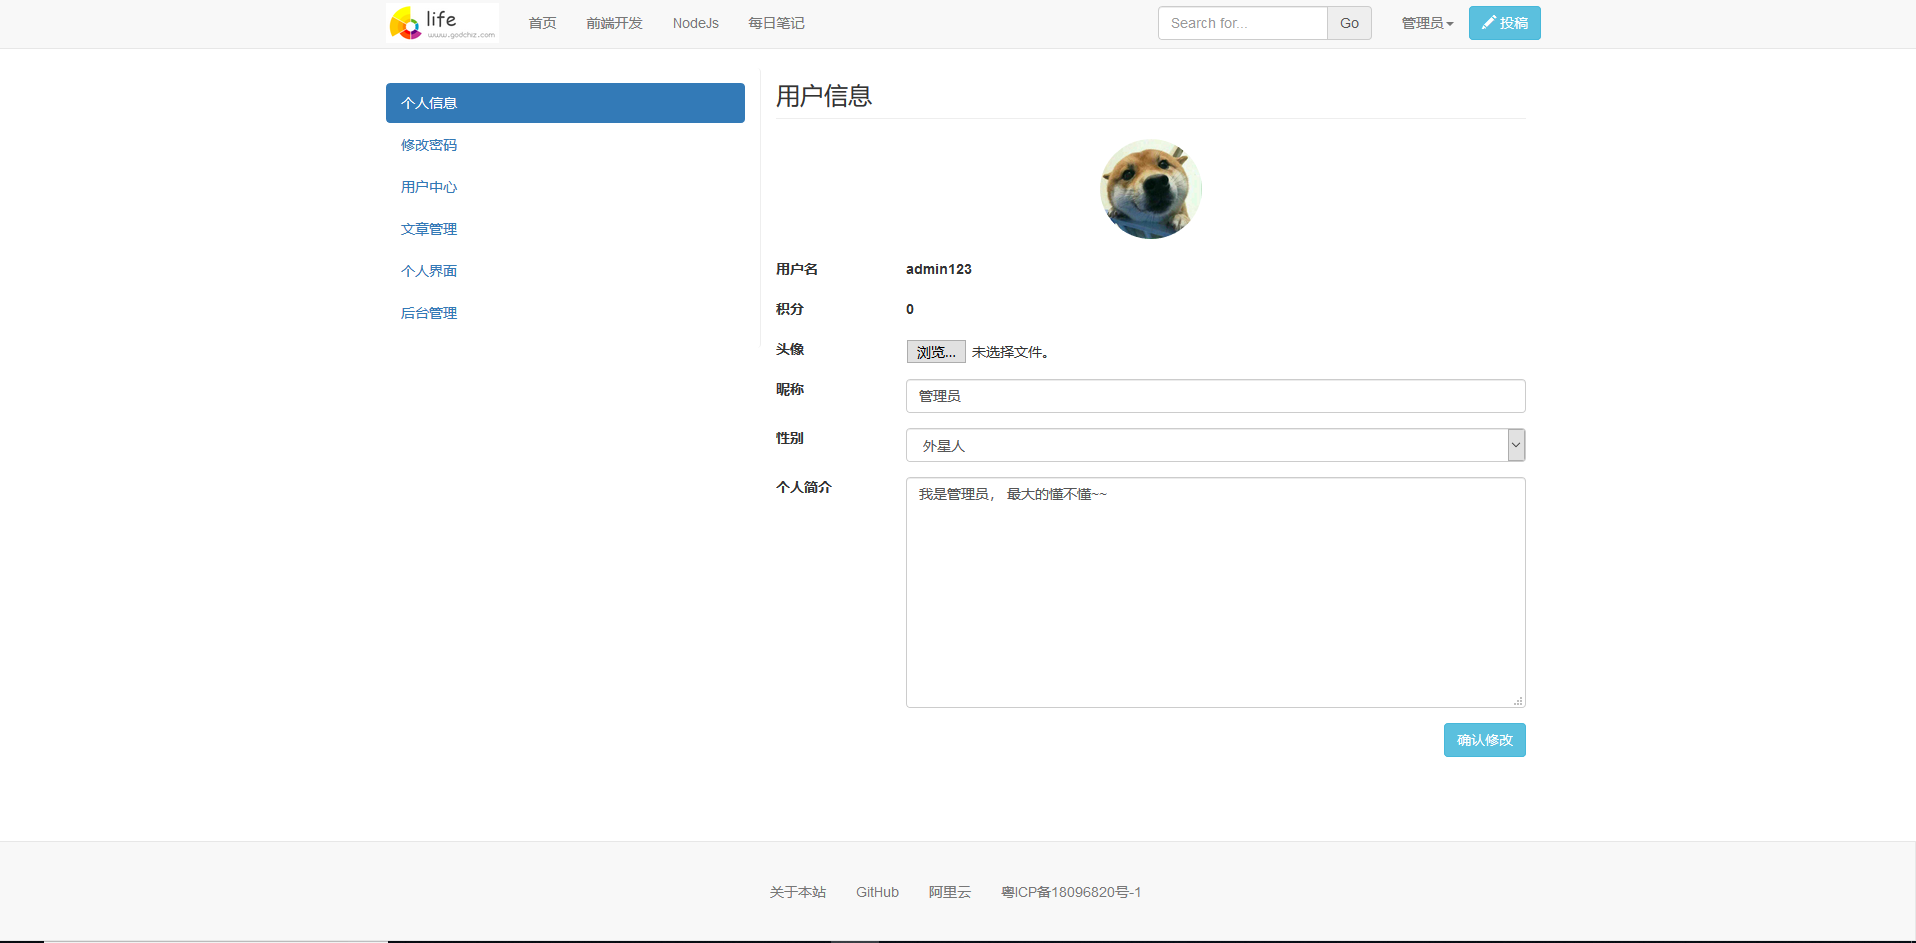 life
www.godchiz.com
首页 前端开发 NodeJs 每日笔记 Search for... Go 管理员 投稿
个人信息
修改密码
用户中心
文章管理
个人界面
后台管理
用户信息
用户名 admin123
积分 0
头像 浏览... 未选择文件。
昵称 管理员
性别 外星人
个人简介 我是管理员， 最大的懂不懂~~
确认修改
关于本站 GitHub 阿里云 粤ICP备18096820号-1